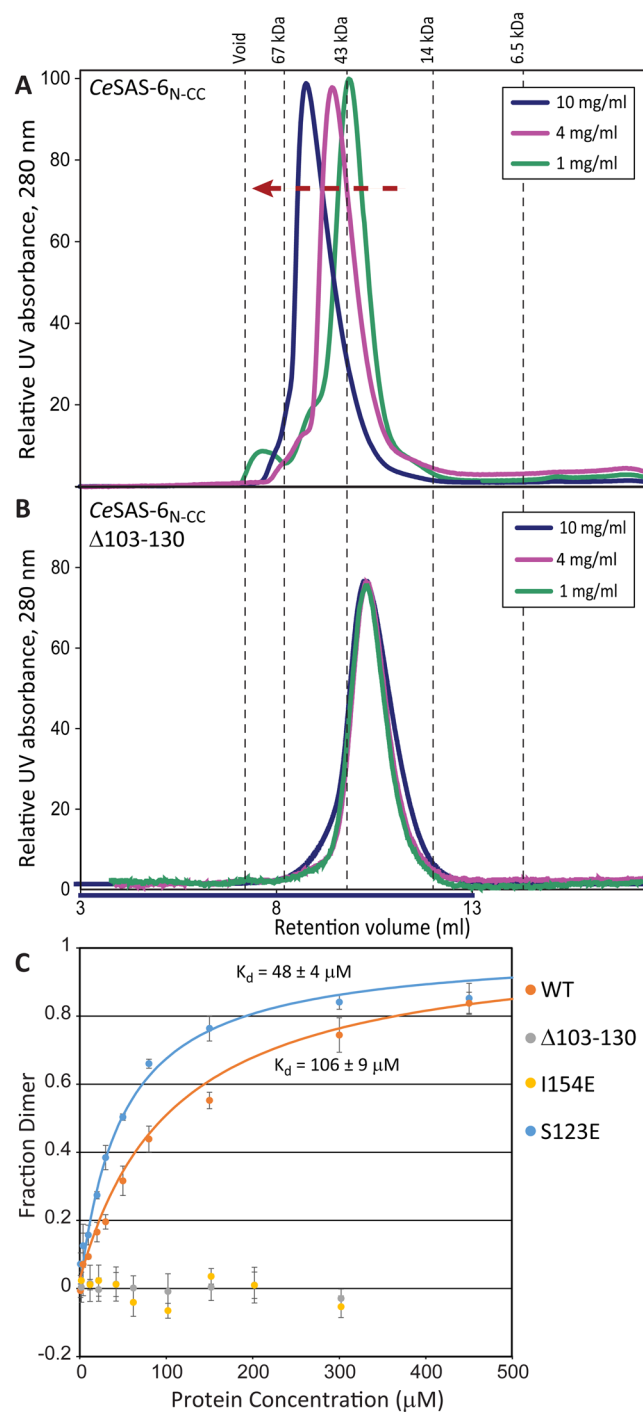 Void
67 kDa
43 kDa
14 kDa
6.5 kDa
A
CeSAS-6N-CC
10 mg/ml
4 mg/ml
1 mg/ml
Relative UV absorbance, 280 nm
100
80
60
40
20
B
CeSAS-6N-CC
Δ103-130
10 mg/ml
4 mg/ml
1 mg/ml
Relative UV absorbance, 280 nm
80
60
40
20
0
3
8
13
Retention volume (ml)
C
Kd = 48 ± 4 μM
Kd = 106 ± 9 μM
WT
Δ103-130
I154E
S123E
Fraction Dimer
1
0.8
0.6
0.4
0.2
0
-0.2
0
100
200
300
400
500
Protein Concentration (μM)